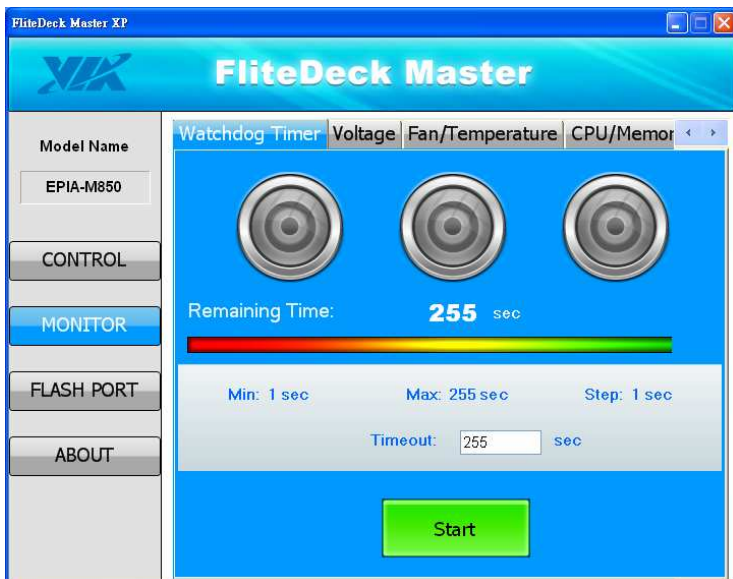 FliteDeck Master XP
VIA
FliteDeck Master
Model Name
EPIA-M850
CONTROL
MONITOR
FLASH PORT
ABOUT
Watchdog Timer Voltage Fan/Temperature CPU/Memor
Remaining Time: 255 sec
Min: 1 sec Max: 255 sec Step: 1 sec
Timeout: 255 sec
Start